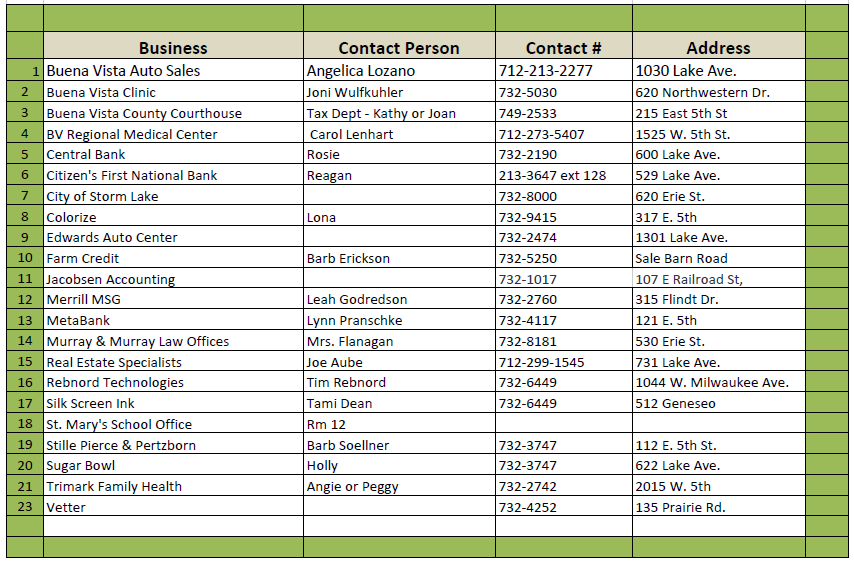 Business Contact Person Contact # Address
1 Buena Vista Auto Sales Angelica Lozano 712-213-2277 1030 Lake Ave.
2 Buena Vista Clinic Joni Wulfkuhler 732-5030 620 Northwestern Dr.
3 Buena Vista County Courthouse Tax Dept - Kathy or Joan 749-2533 215 East 5th St
4 BV Regional Medical Center Carol Lenhart 712-273-5407 1525 W. 5th St.
5 Central Bank Rosie 732-2190 600 Lake Ave.
6 Citizen's First National Bank Reagan 213-3647 ext 128 529 Lake Ave.
7 City of Storm Lake 732-8000 620 Erie St.
8 Colorize Lona 732-9415 317 E. 5th
9 Edwards Auto Center 732-2474 1301 Lake Ave.
10 Farm Credit Barb Erickson 732-5250 Sale Barn Road
11 Jacobsen Accounting 732-1017 107 E Railroad St,
12 Merrill MSG Leah Godredson 732-2760 315 Flindt Dr.
13 MetaBank Lynn Pranschke 732-4117 121 E. 5th
14 Murray & Murray Law Offices Mrs. Flanagan 732-8181 530 Erie St.
15 Real Estate Specialists Joe Aube 712-299-1545 731 Lake Ave.
16 Rebnord Technologies Tim Rebnord 732-6449 1044 W. Milwaukee Ave.
17 Silk Screen Ink Tami Dean 732-6449 512 Geneseo
18 St. Mary's School Office Rm 12
19 Stille Pierce & Pertzborn Barb Soellner 732-3747 112 E. 5th St.
20 Sugar Bowl Holly 732-3747 622 Lake Ave.
21 Trimark Family Health Angie or Peggy 732-2742 2015 W. 5th
23 Vetter 732-4252 135 Prairie Rd.